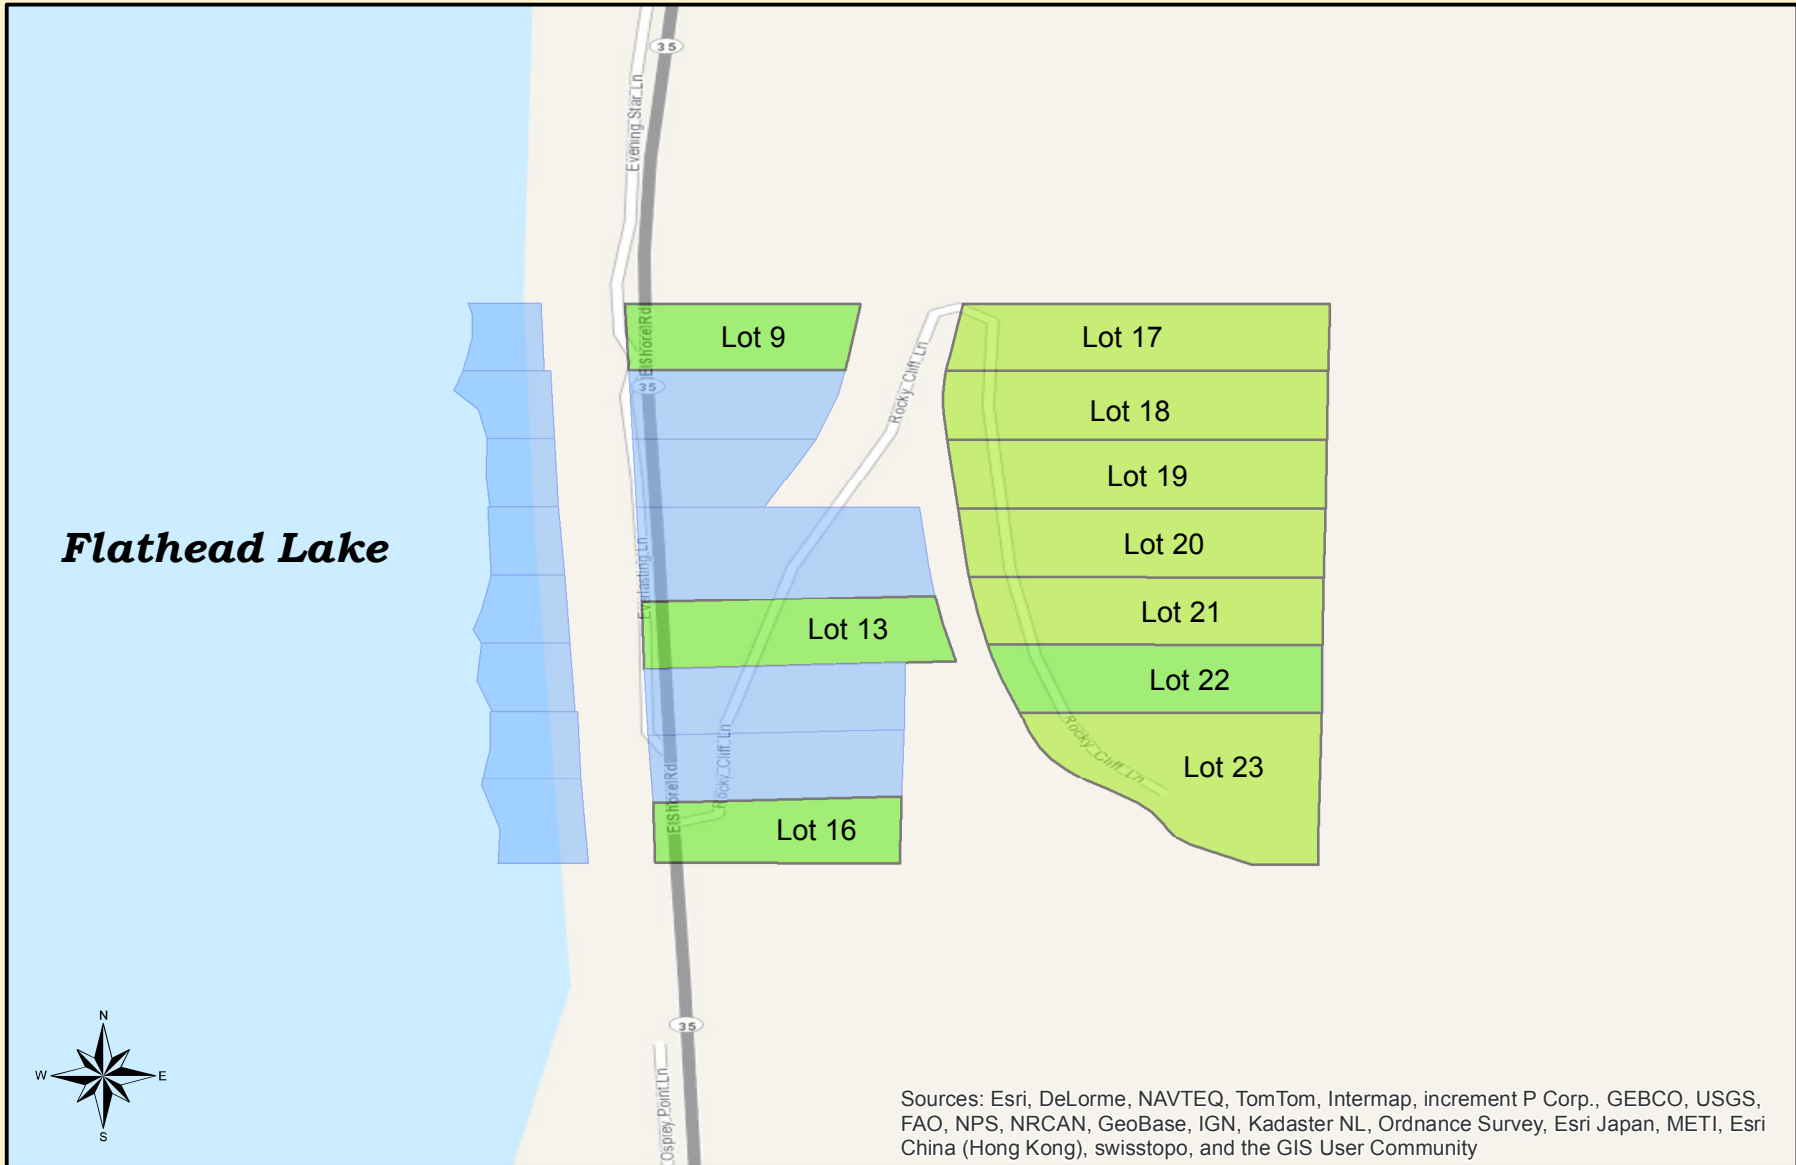 35
Evening Star Ln
E Shore Rd
Lot 9
Lot 17
35
Rocky Cliff Ln
Lot 18
Lot 19
Flathead Lake
Everlasting Ln
Lot 20
Lot 21
Lot 13
Lot 22
Rocky Cliff Ln
Rocky Cliff Ln
Lot 23
E Shore Rd
Lot 16
N
W
E
S
35
Osprey Point Ln
Sources: Esri, DeLorme, NAVTEQ, TomTom, Intermap, increment P Corp., GEBCO, USGS,
FAO, NPS, NRCAN, GeoBase, IGN, Kadaster NL, Ordnance Survey, Esri Japan, METI, Esri
China (Hong Kong), swisstopo, and the GIS User Community